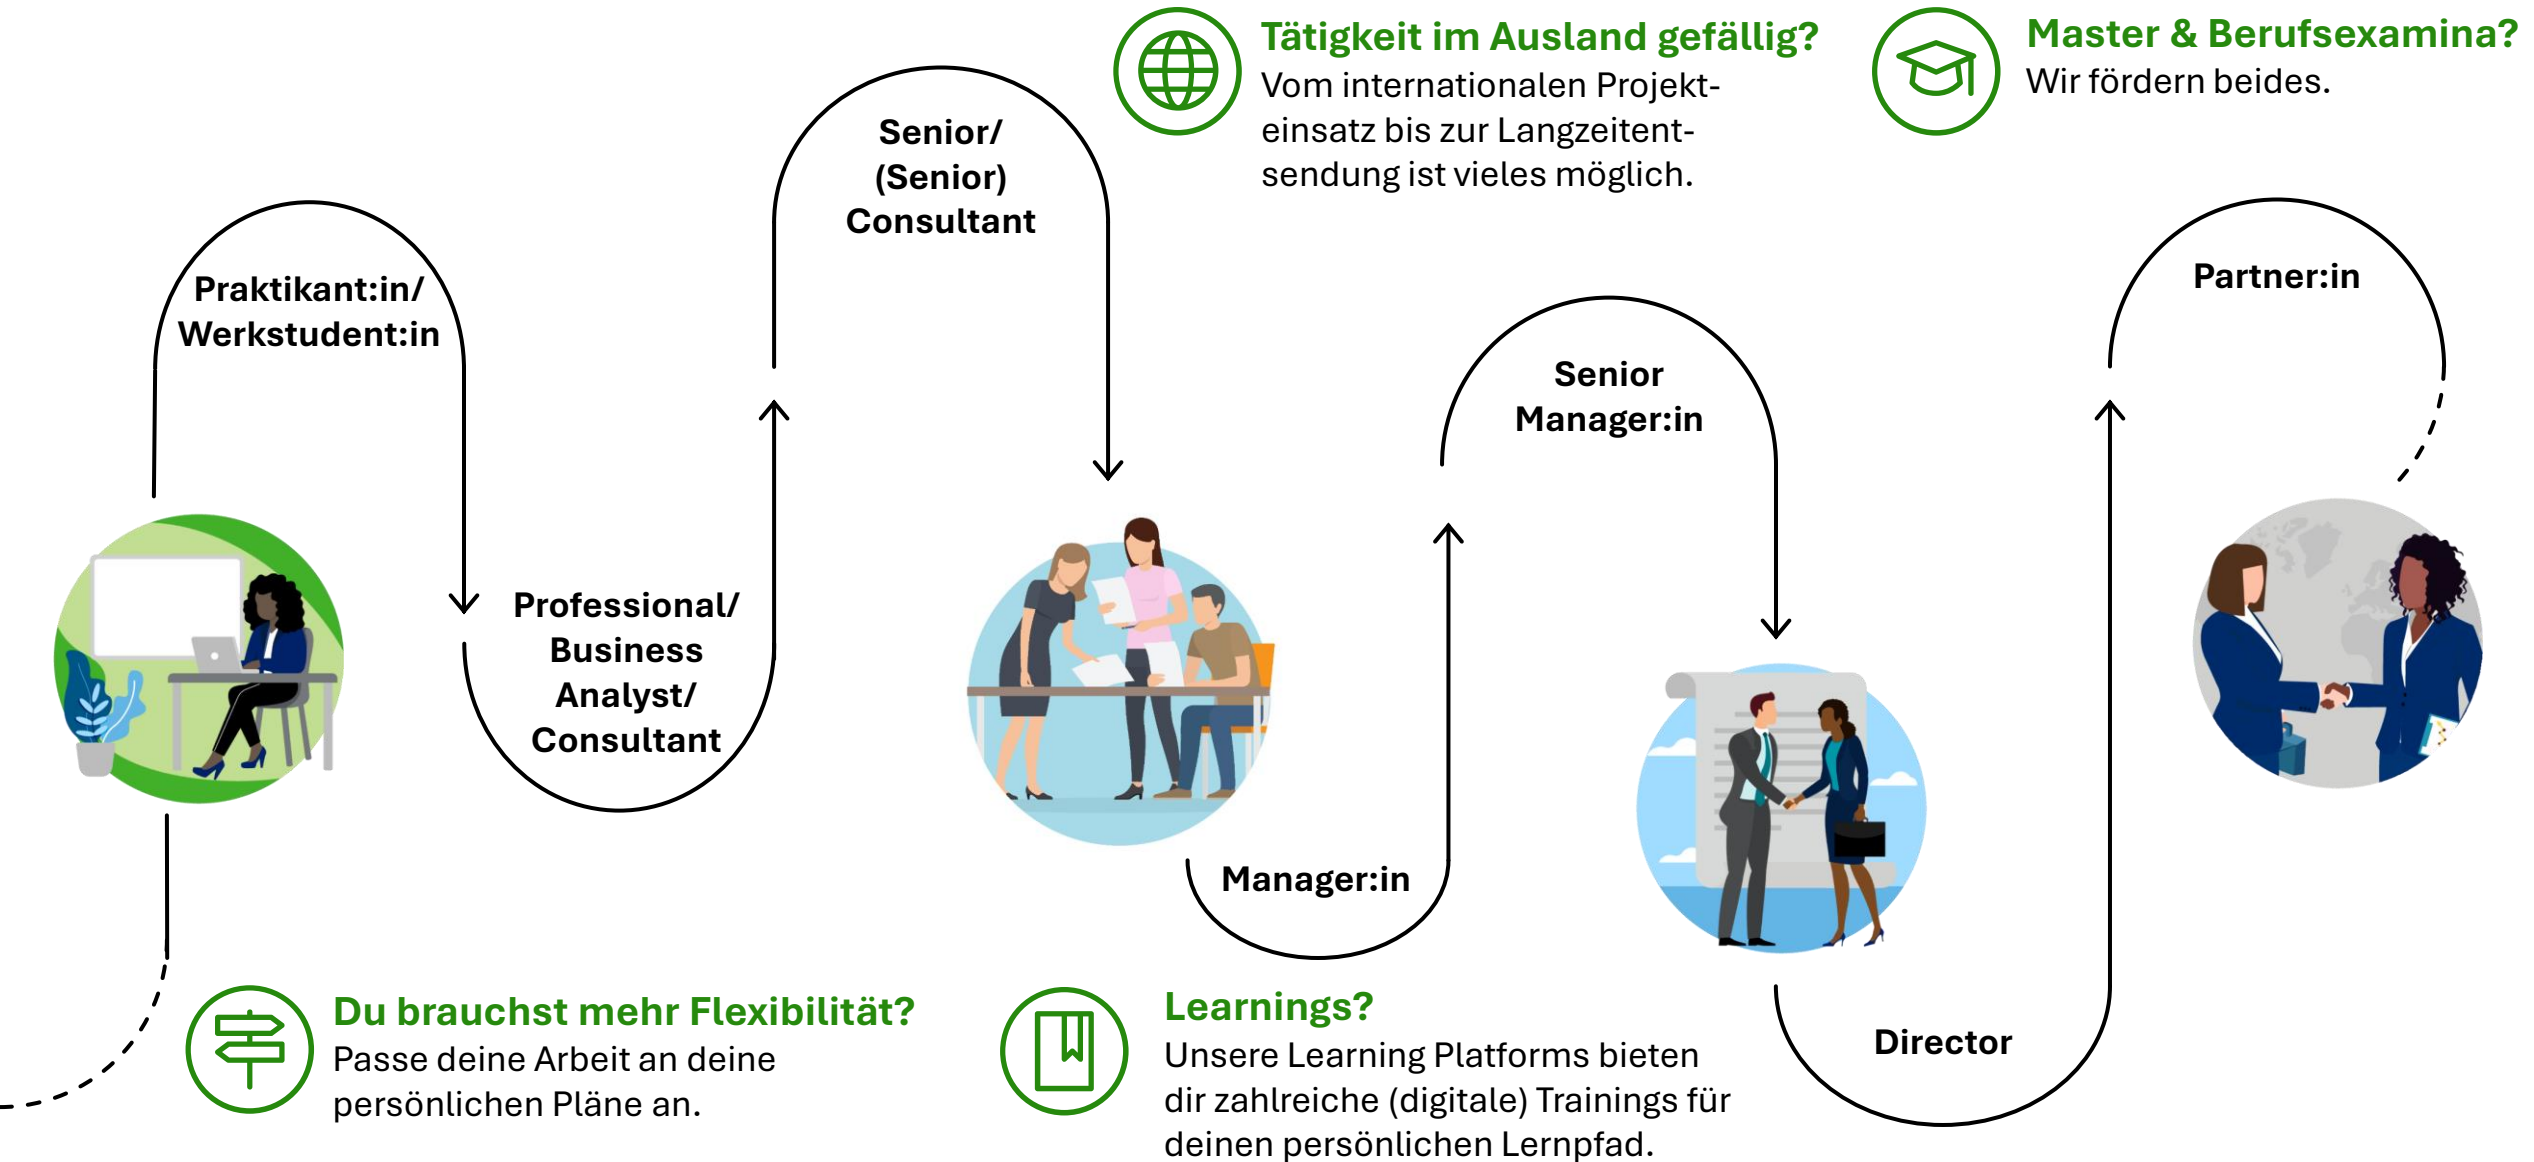 Tätigkeit im Ausland gefällig?
Vom internationalen Projekt-
einsatz bis zur Langzeitent-
sendung ist vieles möglich.
Master & Berufsexamina?
Wir fördern beides.
Praktikant:in/
Werkstudent:in
Professional/
Business
Analyst/
Consultant
Senior/
(Senior)
Consultant
Manager:in
Senior
Manager:in
Director
Partner:in
Du brauchst mehr Flexibilität?
Passe deine Arbeit an deine
persönlichen Pläne an.
Learnings?
Unsere Learning Platforms bieten
dir zahlreiche (digitale) Trainings für
deinen persönlichen Lernpfad.